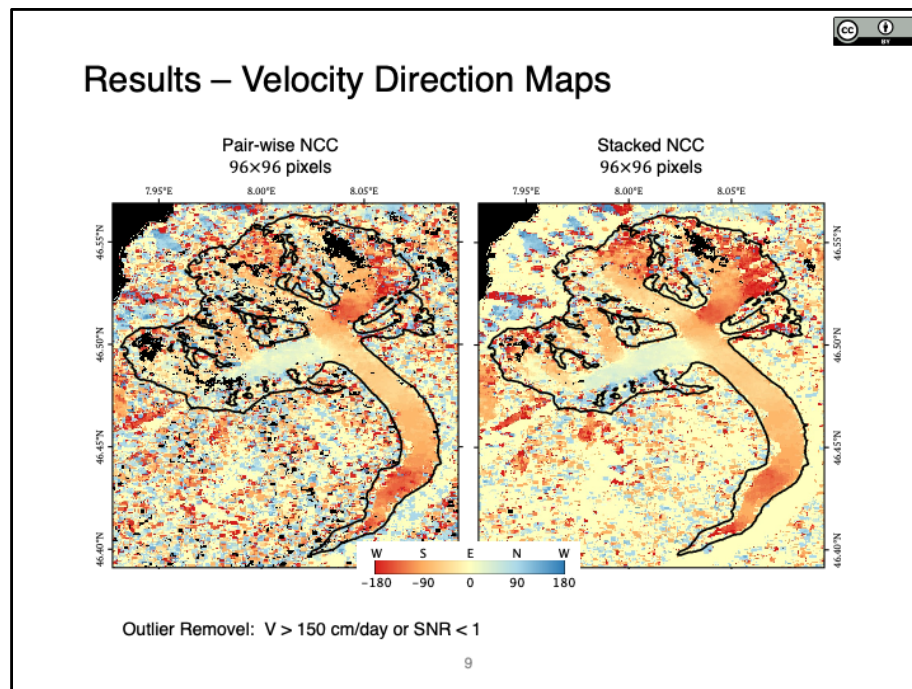 cc BY
Results – Velocity Direction Maps
Pair-wise NCC
96×96 pixels
Stacked NCC
96×96 pixels
7.95°E 8.00°E 8.05°E
7.95°E 8.00°E 8.05°E
46.55°N
46.50°N
46.45°N
46.40°N
46.55°N
46.50°N
46.45°N
46.40°N
W S E N W
-180 -90 0 90 180
Outlier Removel: V > 150 cm/day or SNR < 1
9